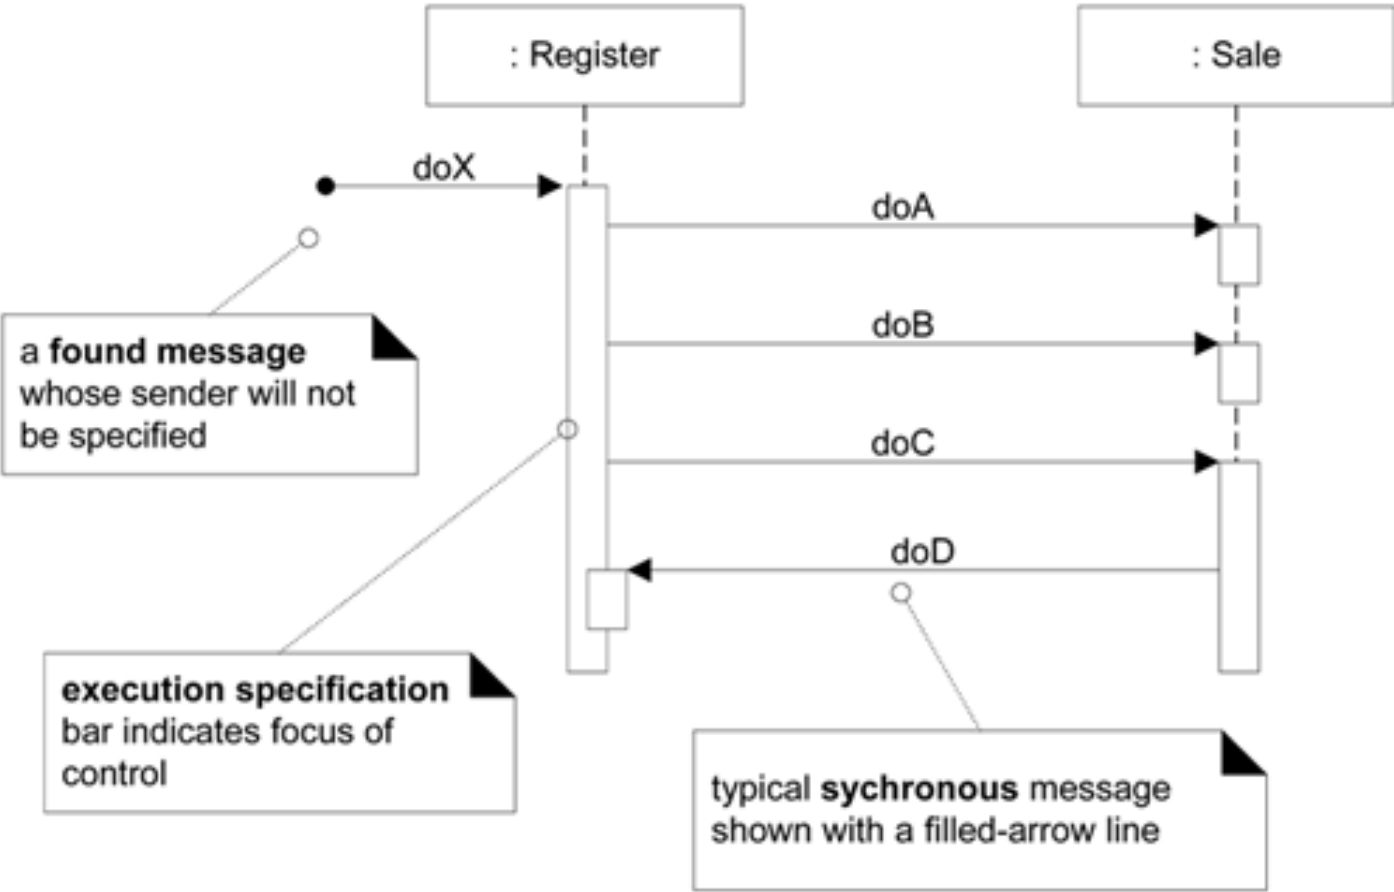 : Register
: Sale
doX
doA
doB
a found message
whose sender will not
be specified
doC
doD
execution specification
bar indicates focus of
control
typical sychronous message
shown with a filled-arrow line